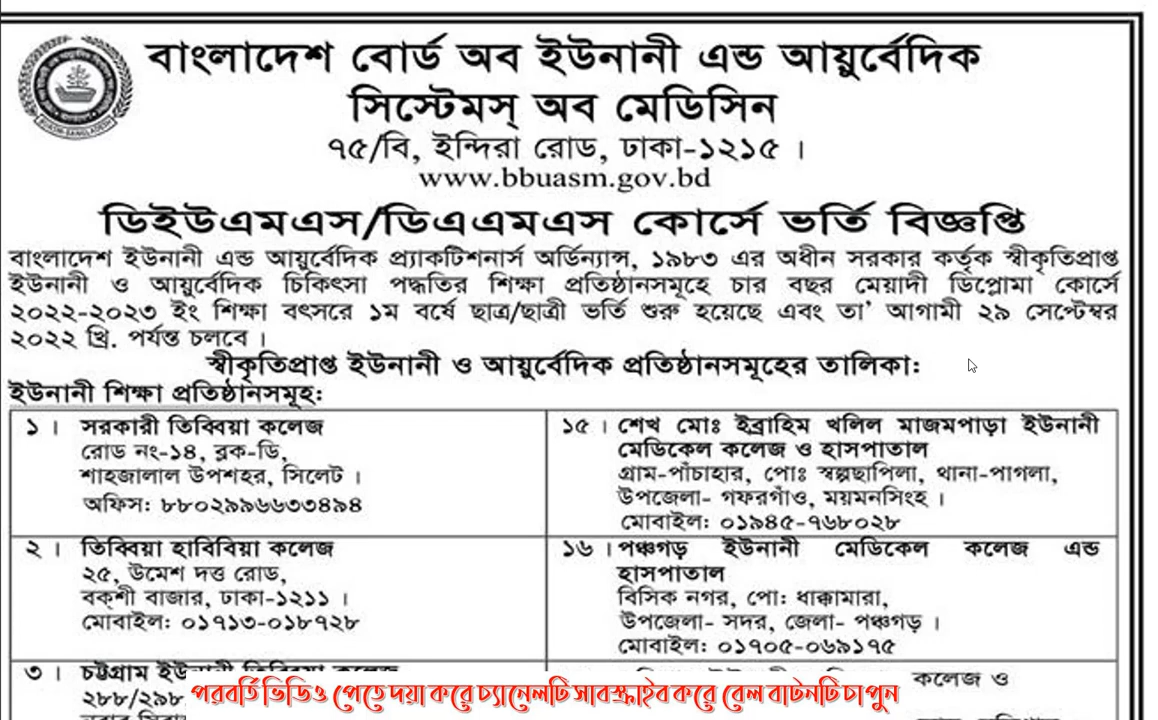 বাংলাদেশ বোর্ড অব ইউনানী এন্ড আয়ুর্বেদিক
সিস্টেমস্ অব মেডিসিন
৭৫/বি, ইন্দিরা রোড, ঢাকা-১২১৫ ।
www.bbuasm.gov.bd
ডিইউএমএস/ডিএএমএস কোর্সে ভর্তি বিজ্ঞপ্তি
বাংলাদেশ ইউনানী এন্ড আয়ুর্বেদিক প্র্যাকটিশনার্স অর্ডিন্যান্স, ১৯৮৩ এর অধীন সরকার কর্তৃক স্বীকৃতিপ্রাপ্ত
ইউনানী ও আয়ুর্বেদিক চিকিৎসা পদ্ধতির শিক্ষা প্রতিষ্ঠানসমূহে চার বছর মেয়াদী ডিপ্লোমা কোর্সে
২০২২-২০২৩ ইং শিক্ষা বৎসরে ১ম বর্ষে ছাত্র/ছাত্রী ভর্তি শুরু হয়েছে এবং তা’ আগামী ২৯ সেপ্টেম্বর
২০২২ খ্রি. পর্যন্ত চলবে ।
স্বীকৃতিপ্রাপ্ত ইউনানী ও আয়ুর্বেদিক প্রতিষ্ঠানসমূহের তালিকা:
ইউনানী শিক্ষা প্রতিষ্ঠানসমূহ:
১ । সরকারী তিব্বিয়া কলেজ
রোড নং-১৪, ব্লক-ডি,
শাহজালাল উপশহর, সিলেট ।
অফিস: ৮৮০২৯৯৬৬৩৩৪৯৪
১৫ । শেখ মোঃ ইব্রাহিম খলিল মাজমপাড়া ইউনানী
মেডিকেল কলেজ ও হাসপাতাল
গ্রাম-পাঁচাহার, পোঃ স্বল্পছাপিলা, থানা-পাগলা,
উপজেলা- গফরগাঁও, ময়মনসিংহ ।
মোবাইল: ০১৯৪৫-৭৬৮০২৮
২ । তিব্বিয়া হাবিবিয়া কলেজ
২৫, উমেশ দত্ত রোড,
বক্‌শী বাজার, ঢাকা-১২১১ ।
মোবাইল: ০১৭১৩-০১৮৭২৮
১৬ । পঞ্চগড় ইউনানী মেডিকেল কলেজ এন্ড
হাসপাতাল
বিসিক নগর, পো: ধাক্কামারা,
উপজেলা- সদর, জেলা- পঞ্চগড় ।
মোবাইল: ০১৭০৫-০৬৯১৭৫
৩ । চট্টগ্রাম ইউনানী তিব্বিয়া কলেজ
২৮৮/২৯৮
কলেজ ও
পরবর্তি ভিডিও পেতে দয়া করে চ্যানেলটি সাবস্ক্রাইব করে বেল বাটনটি চাপুন